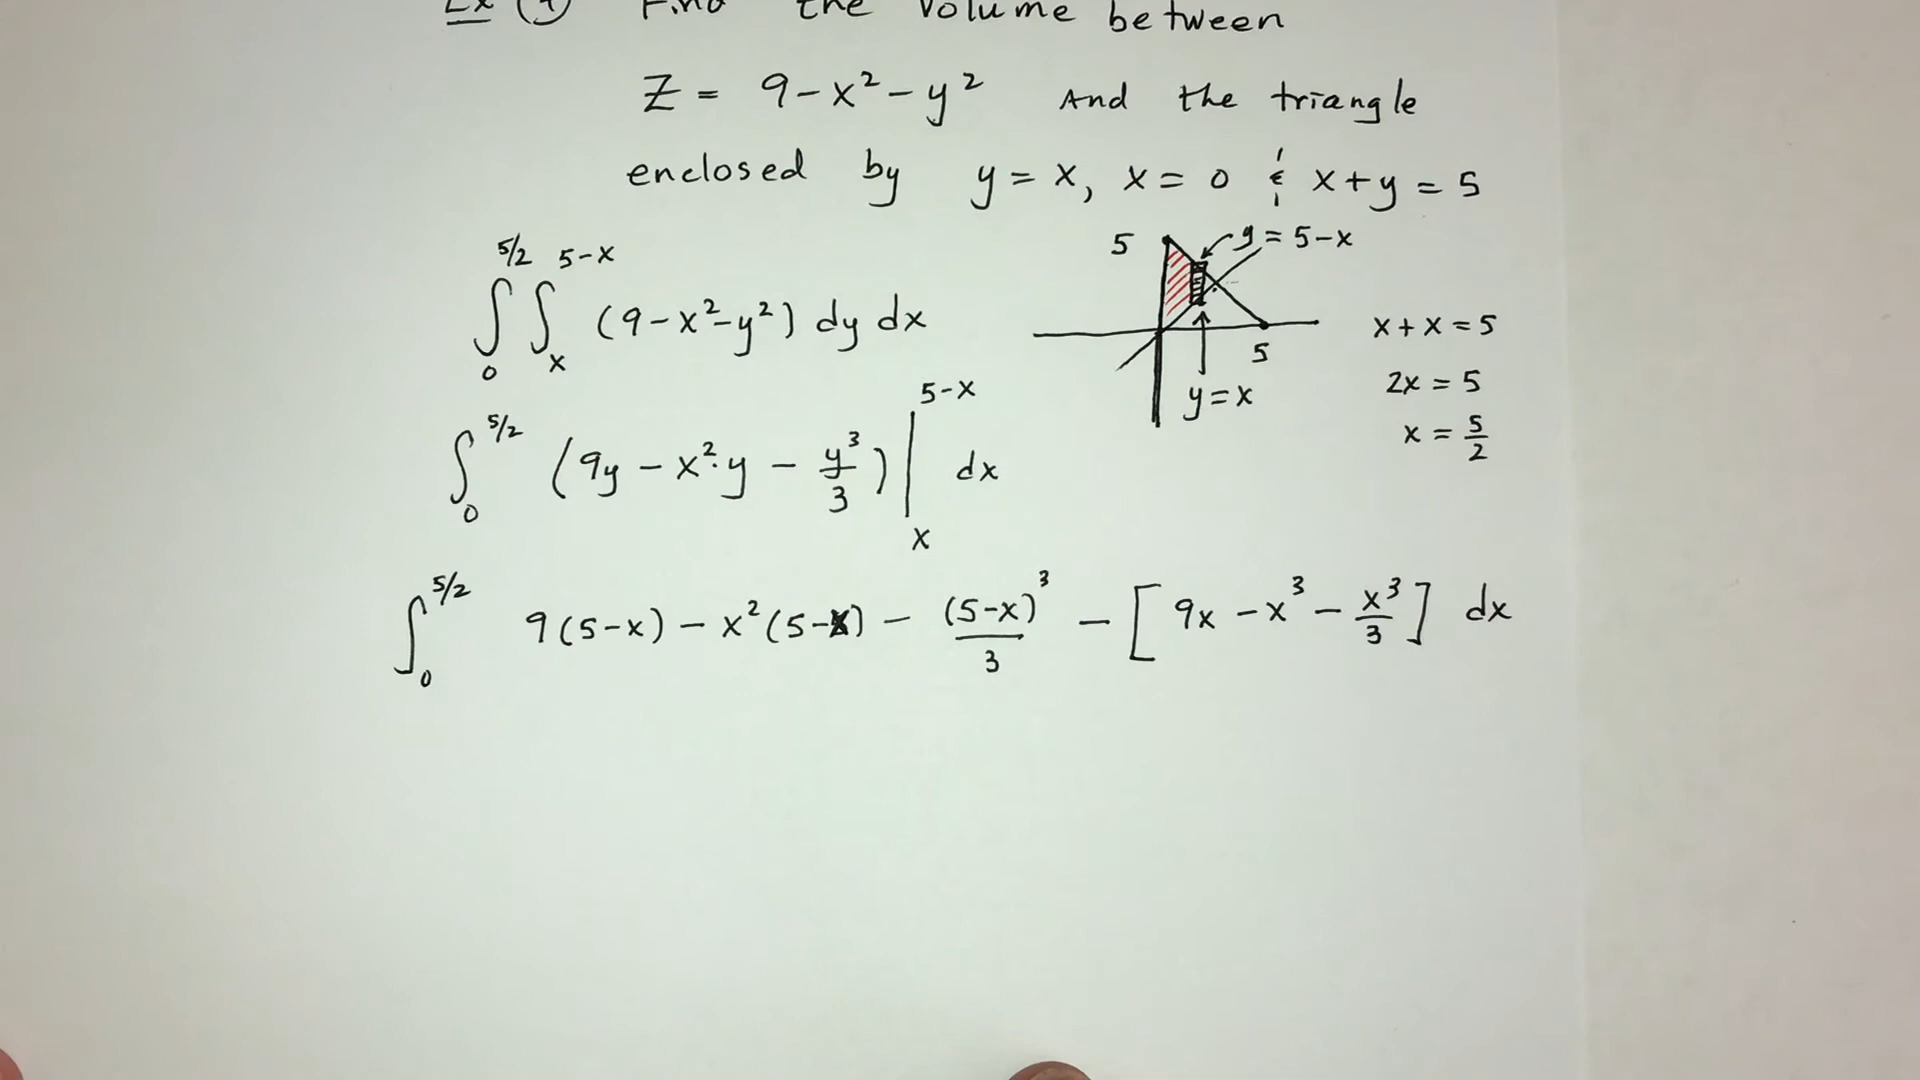 Ex ④ Find the volume between
Z = 9-x²-y² And the triangle
enclosed by y = x, x = 0 & x+y = 5
5 y = 5-x
∫₀^{5/2} ∫ₓ^{5-x} (9-x²-y²) dy dx
5
y = x
x + x = 5
2x = 5
x = 5/2
∫₀^{5/2} (9y - x²·y - y³/3) |ₓ^{5-x} dx
∫₀^{5/2} 9(5-x) - x²(5-x) - (5-x)³/3 - [9x - x³ - x³/3] dx